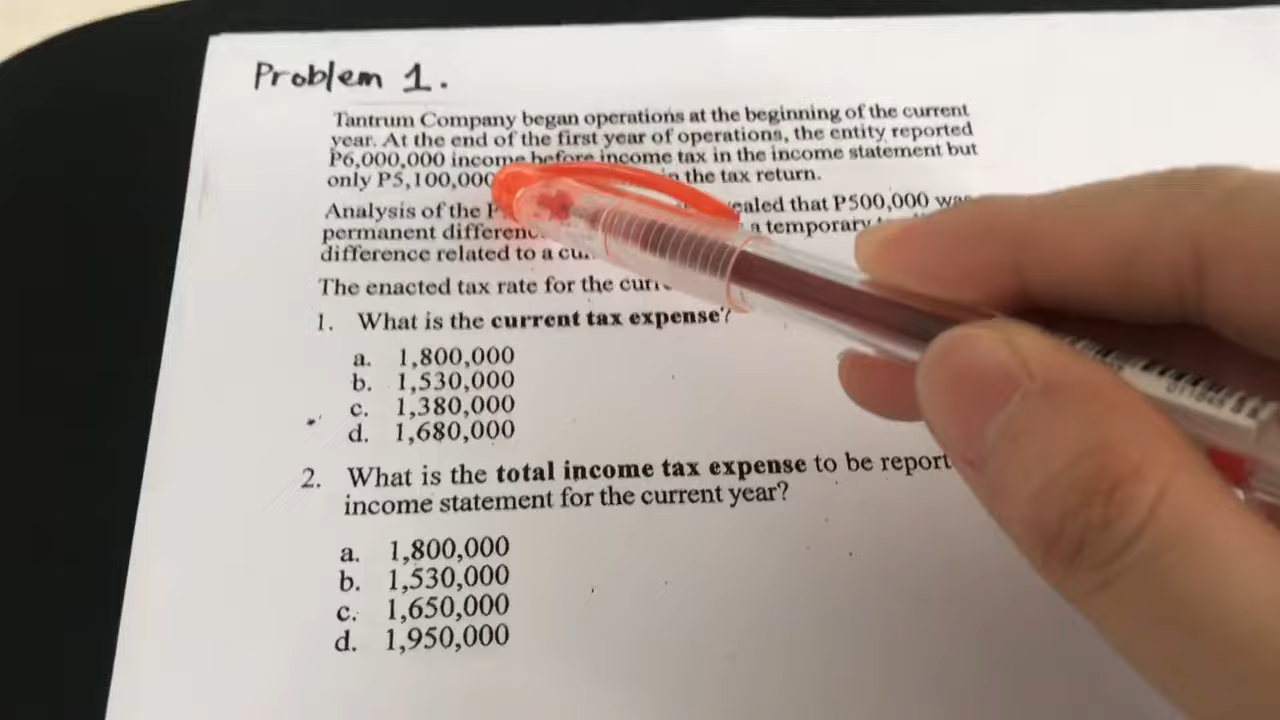 Problem 1.
Tantrum Company began operations at the beginning of the current
year. At the end of the first year of operations, the entity reported
P6,000,000 income before income tax in the income statement but
only P5,100,000 the tax return.
Analysis of the that P500,000
permanent a temporary
difference related to a
The enacted tax rate for the
1. What is the current tax expense?
a. 1,800,000
b. 1,530,000
c. 1,380,000
d. 1,680,000
2. What is the total income tax expense to be
income statement for the current year?
a. 1,800,000
b. 1,530,000
c. 1,650,000
d. 1,950,000